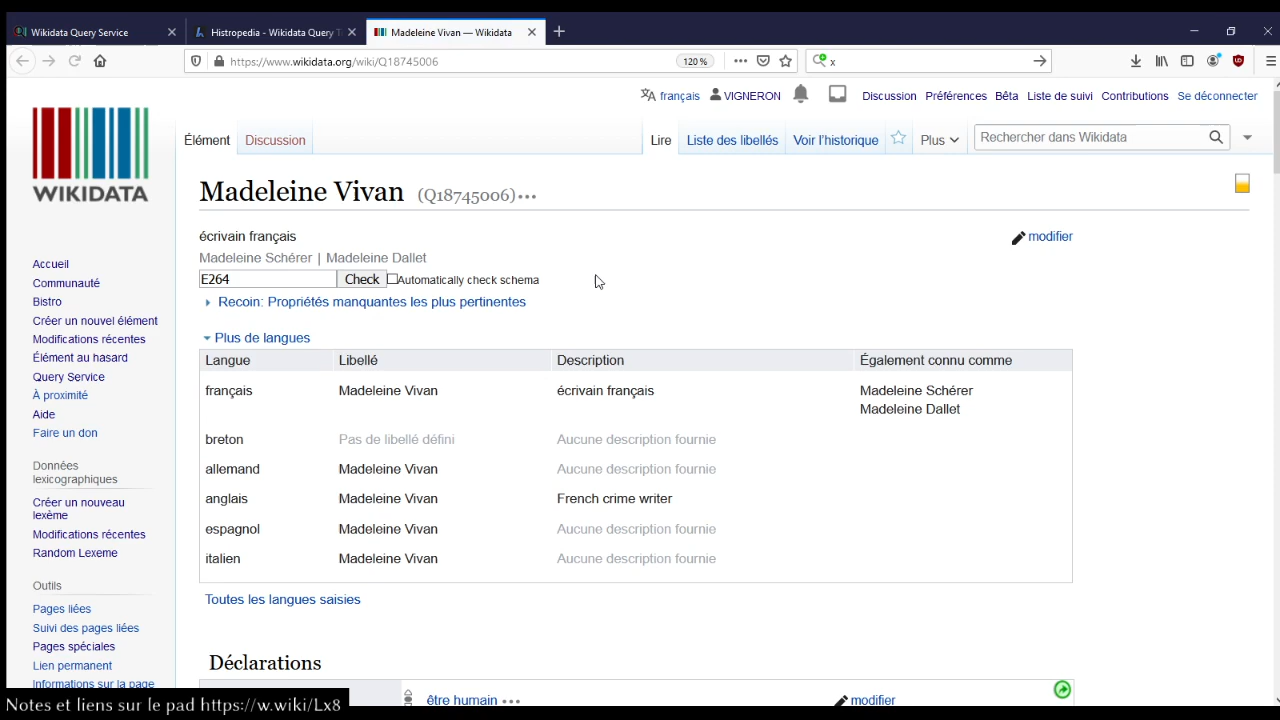 Wikidata Query Service
Histropedia - Wikidata Query T
Madeleine Vivan — Wikidata
https://www.wikidata.org/wiki/Q18745006
120 %
x
français
VIGNERON
Discussion
Préférences
Bêta
Liste de suivi
Contributions
Se déconnecter
WIKIDATA
Élément
Discussion
Lire
Liste des libellés
Voir l'historique
Plus
Rechercher dans Wikidata
Madeleine Vivan (Q18745006)
écrivain français
modifier
Madeleine Schérer | Madeleine Dallet
E264
Check
Automatically check schema
Recoin: Propriétés manquantes les plus pertinentes
Plus de langues
Langue Libellé Description Également connu comme
français Madeleine Vivan écrivain français Madeleine Schérer
Madeleine Dallet
breton Pas de libellé défini Aucune description fournie
allemand Madeleine Vivan Aucune description fournie
anglais Madeleine Vivan French crime writer
espagnol Madeleine Vivan Aucune description fournie
italien Madeleine Vivan Aucune description fournie
Toutes les langues saisies
Déclarations
être humain
modifier
Accueil
Communauté
Bistro
Créer un nouvel élément
Modifications récentes
Élément au hasard
Query Service
À proximité
Aide
Faire un don
Données
lexicographiques
Créer un nouveau
lexème
Modifications récentes
Random Lexeme
Outils
Pages liées
Suivi des pages liées
Pages spéciales
Lien permanent
Informations sur la page
Notes et liens sur le pad https://w.wiki/Lx8